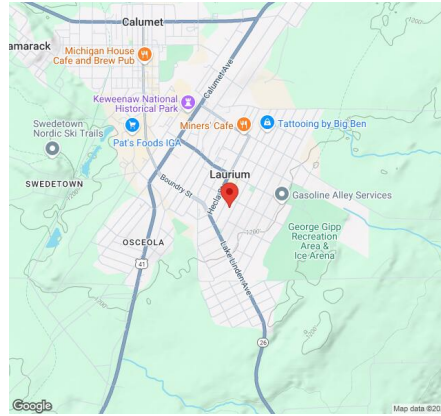 Calumet
amarack
Michigan House
Cafe and Brew Pub
Calumet Ave
Keweenaw National
Historical Park
Miners' Cafe
Tattooing by Big Ben
Swedetown
Nordic Ski Trails
Pat's Foods IGA
Laurium
SWEDETOWN
Boundry St
Hecla
Gasoline Alley Services
George Gipp
Recreation
Area &
Ice-Arena
OSCEOLA
Lake Linden Ave
1200
41
26
Google
Map data ©20